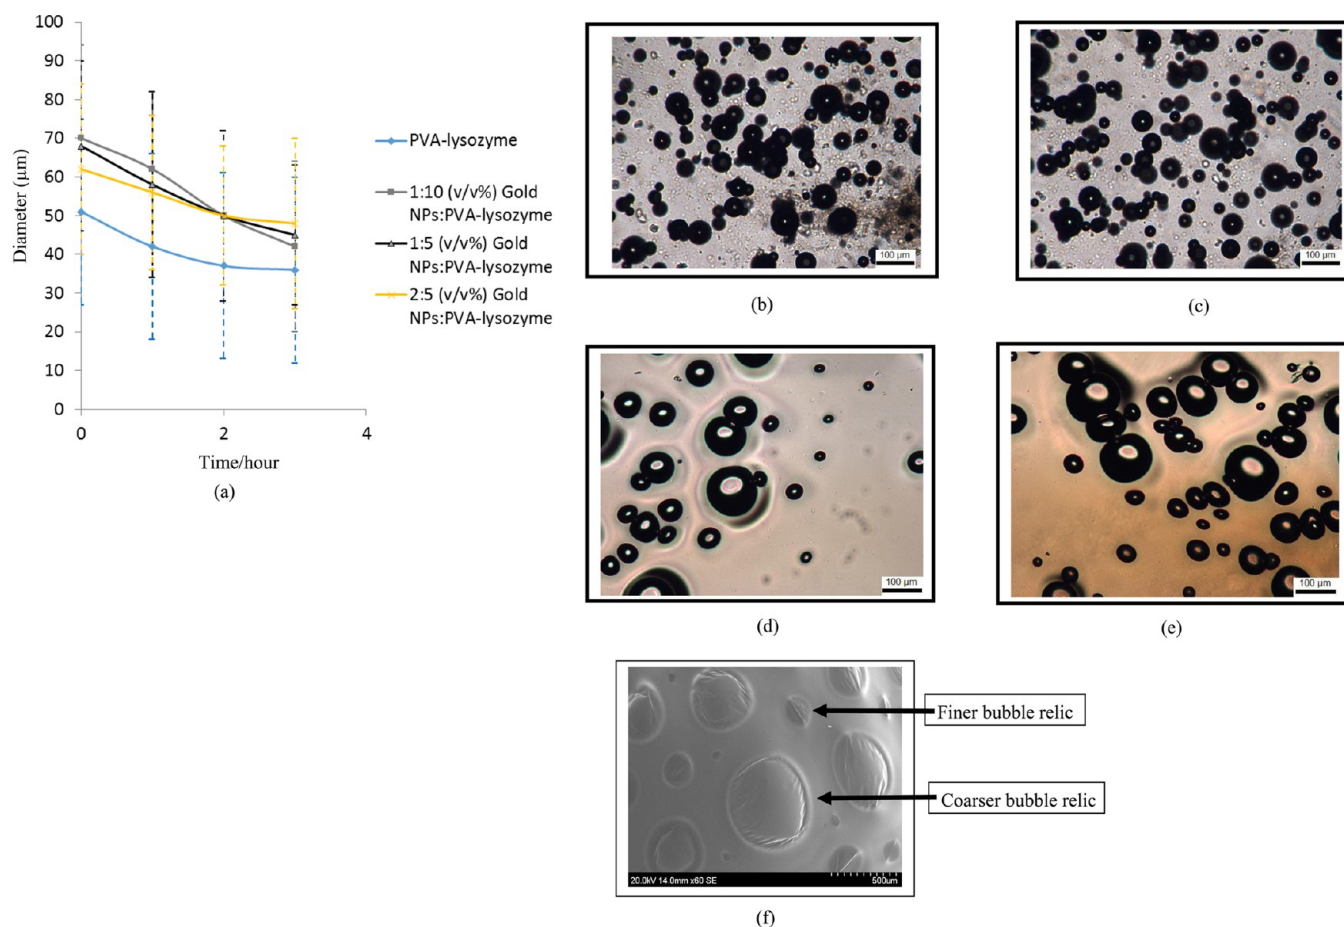 100
90
80
70
60
50
40
30
20
10
0
Diameter (µm)
0
2
4
Time/hour
(a)
PVA-lysozyme
1:10 (v/v%) Gold
NPs:PVA-lysozyme
1:5 (v/v%) Gold
NPs:PVA-lysozyme
2:5 (v/v%) Gold
NPs:PVA-lysozyme
100 µm
(b)
100 µm
(c)
100 µm
(d)
100 µm
(e)
Finer bubble relic
Coarser bubble relic
20.0kV 14.0mm x60 SE
500um
(f)